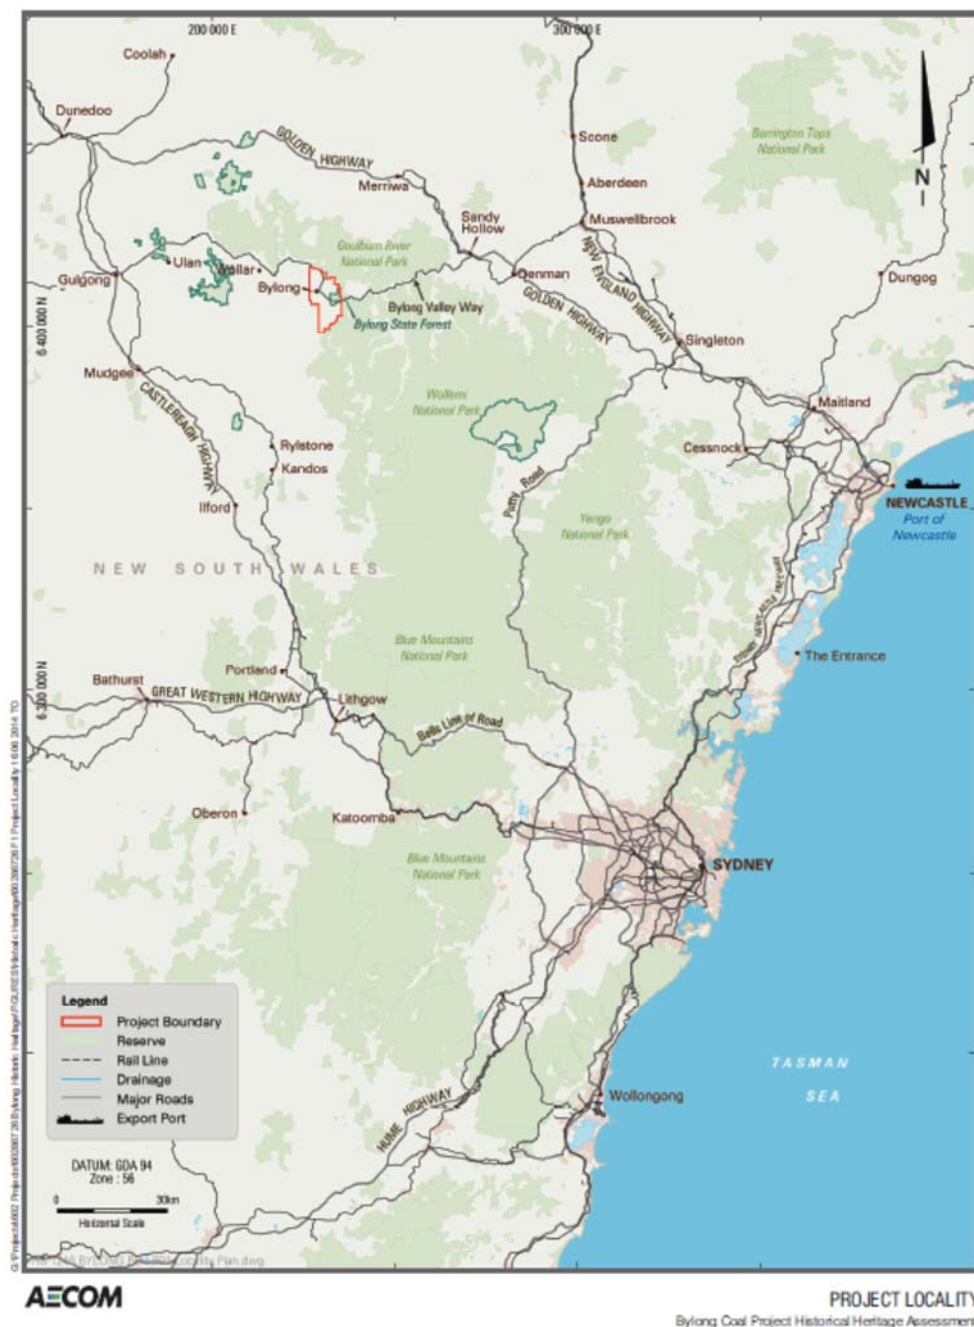 200 000 E
300 000 E
Coolah
Dunedoo
GOLDEN HIGHWAY
Scone
Barrington Tops
National Park
N
Merriwa
Aberdeen
Sandy
Hollow
Muswellbrook
Goulburn River
National Park
Ulan
Wollar
Gulgong
Bylong
Denman
NEW ENGLAND HIGHWAY
Dungog
Bylong Valley Way
GOLDEN HIGHWAY
Bylong State Forest
6 400 000 N
Singleton
Mudgee
CASTLEREAGH HIGHWAY
Wollemi
National Park
Maitland
Rylstone
Cessnock
Kandos
Putty Road
Ilford
NEWCASTLE
Port of
Newcastle
Yengo
National Park
NEW SOUTH WALES
Blue Mountains
National Park
The Entrance
Portland
6 300 000 N
Bathurst
GREAT WESTERN HIGHWAY
Lithgow
Bells Line of Road
Oberon
Katoomba
Blue Mountains
National Park
SYDNEY
Legend
Project Boundary
Reserve
Rail Line
Drainage
Major Roads
Export Port
TASMAN
SEA
HUME HIGHWAY
Wollongong
DATUM: GDA 94
Zone : 56
0 30km
Horizontal Scale
AECOM
PROJECT LOCALITY
Bylong Coal Project Historical Heritage Assessment